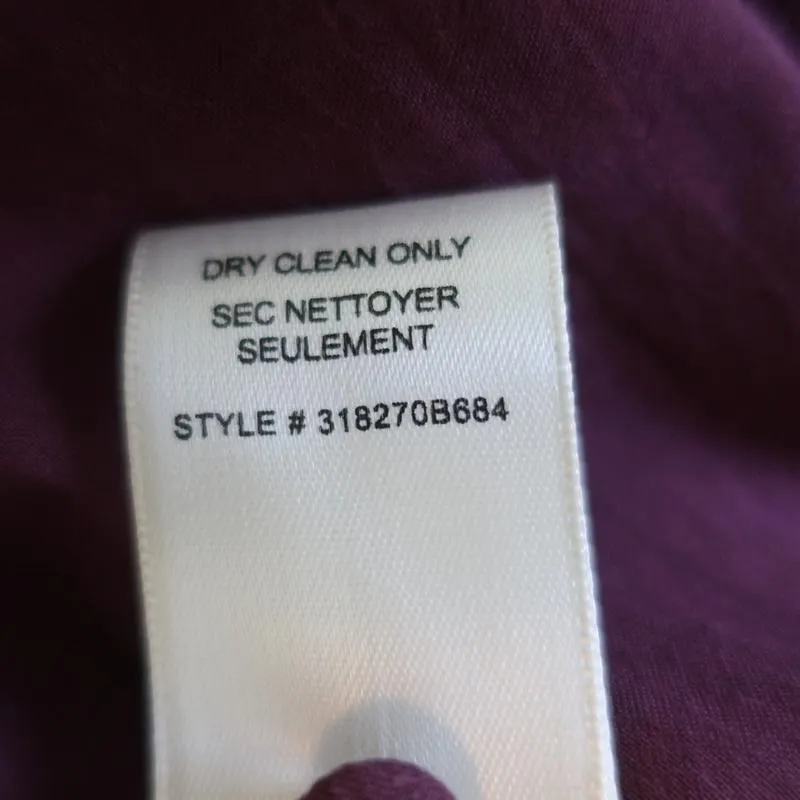 DRY CLEAN ONLY
SEC NETTOYER
SEULEMENT
STYLE # 318270B684